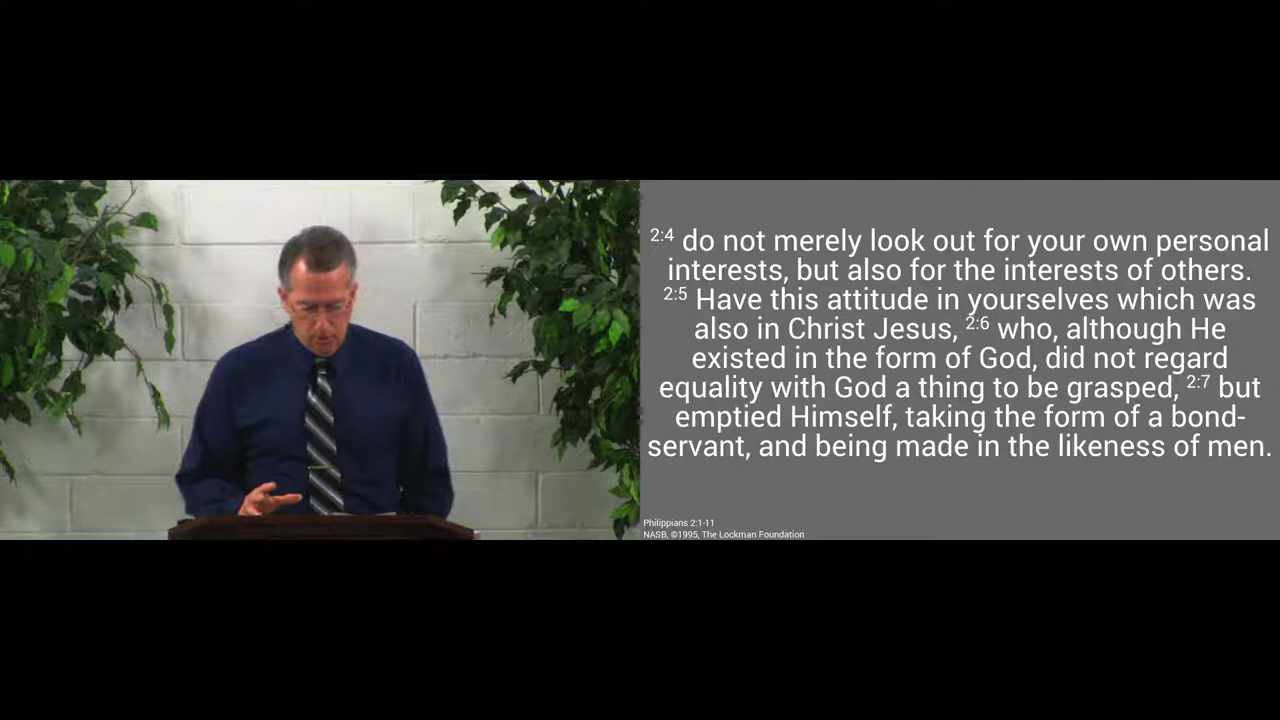 2:4 do not merely look out for your own personal
interests, but also for the interests of others.
2:5 Have this attitude in yourselves which was
also in Christ Jesus, 2:6 who, although He
existed in the form of God, did not regard
equality with God a thing to be grasped, 2:7 but
emptied Himself, taking the form of a bond-
servant, and being made in the likeness of men.
Philippians 2:1-11
NASB, ©1995, The Lockman Foundation